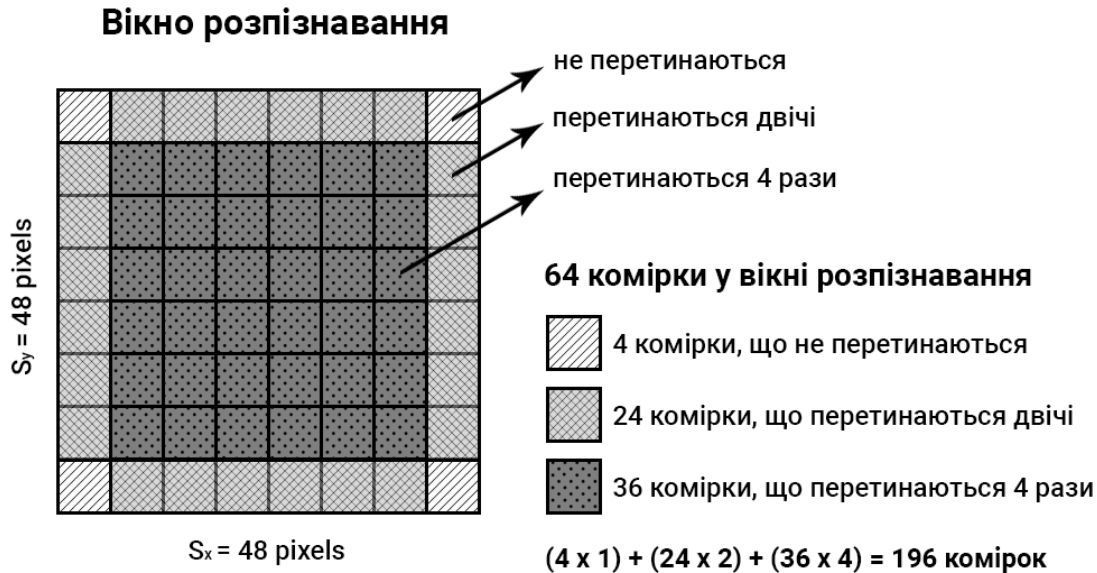 Вікно розпізнавання
не перетинаються
перетинаються двічі
перетинаються 4 рази
Sy = 48 pixels
64 комірки у вікні розпізнавання
4 комірки, що не перетинаються
24 комірки, що перетинаються двічі
36 комірки, що перетинаються 4 рази
Sx = 48 pixels
(4 x 1) + (24 x 2) + (36 x 4) = 196 комірок